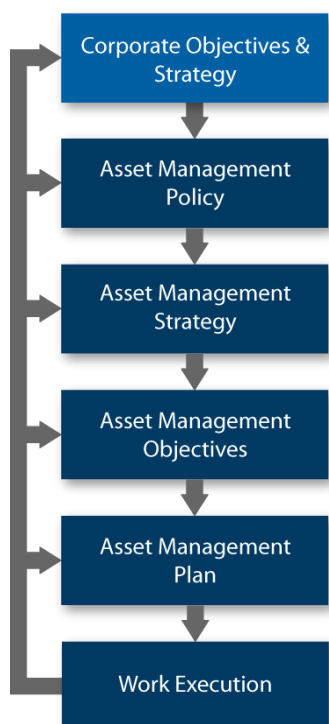 Corporate Objectives &
Strategy
Asset Management
Policy
Asset Management
Strategy
Asset Management
Objectives
Asset Management
Plan
Work Execution